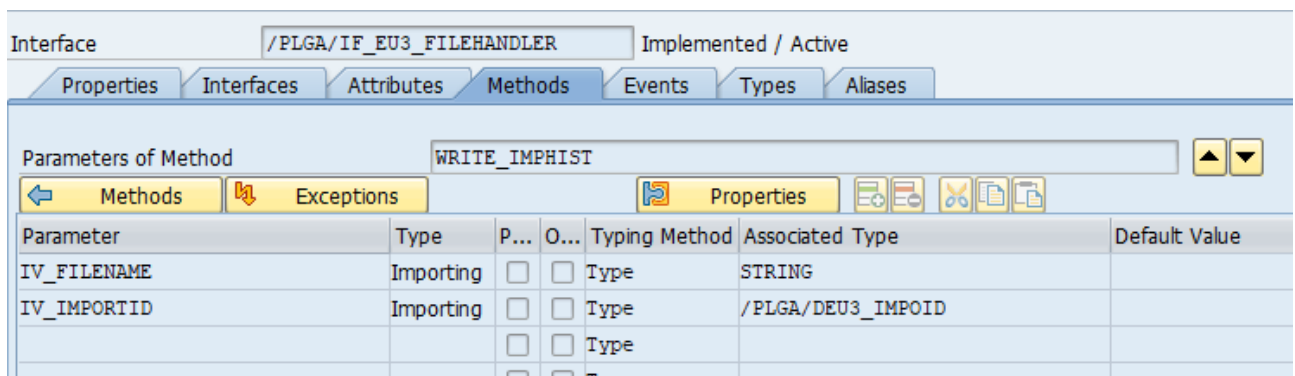 Interface /PLGA/IF_EU3_FILEHANDLER Implemented / Active
Properties Interfaces Attributes Methods Events Types Aliases
Parameters of Method WRITE_IMPHIST
Methods Exceptions Properties
Parameter Type P... O... Typing Method Associated Type Default Value
IV_FILENAME Importing Type STRING
IV_IMPORTID Importing Type /PLGA/DEU3_IMPOID
Type